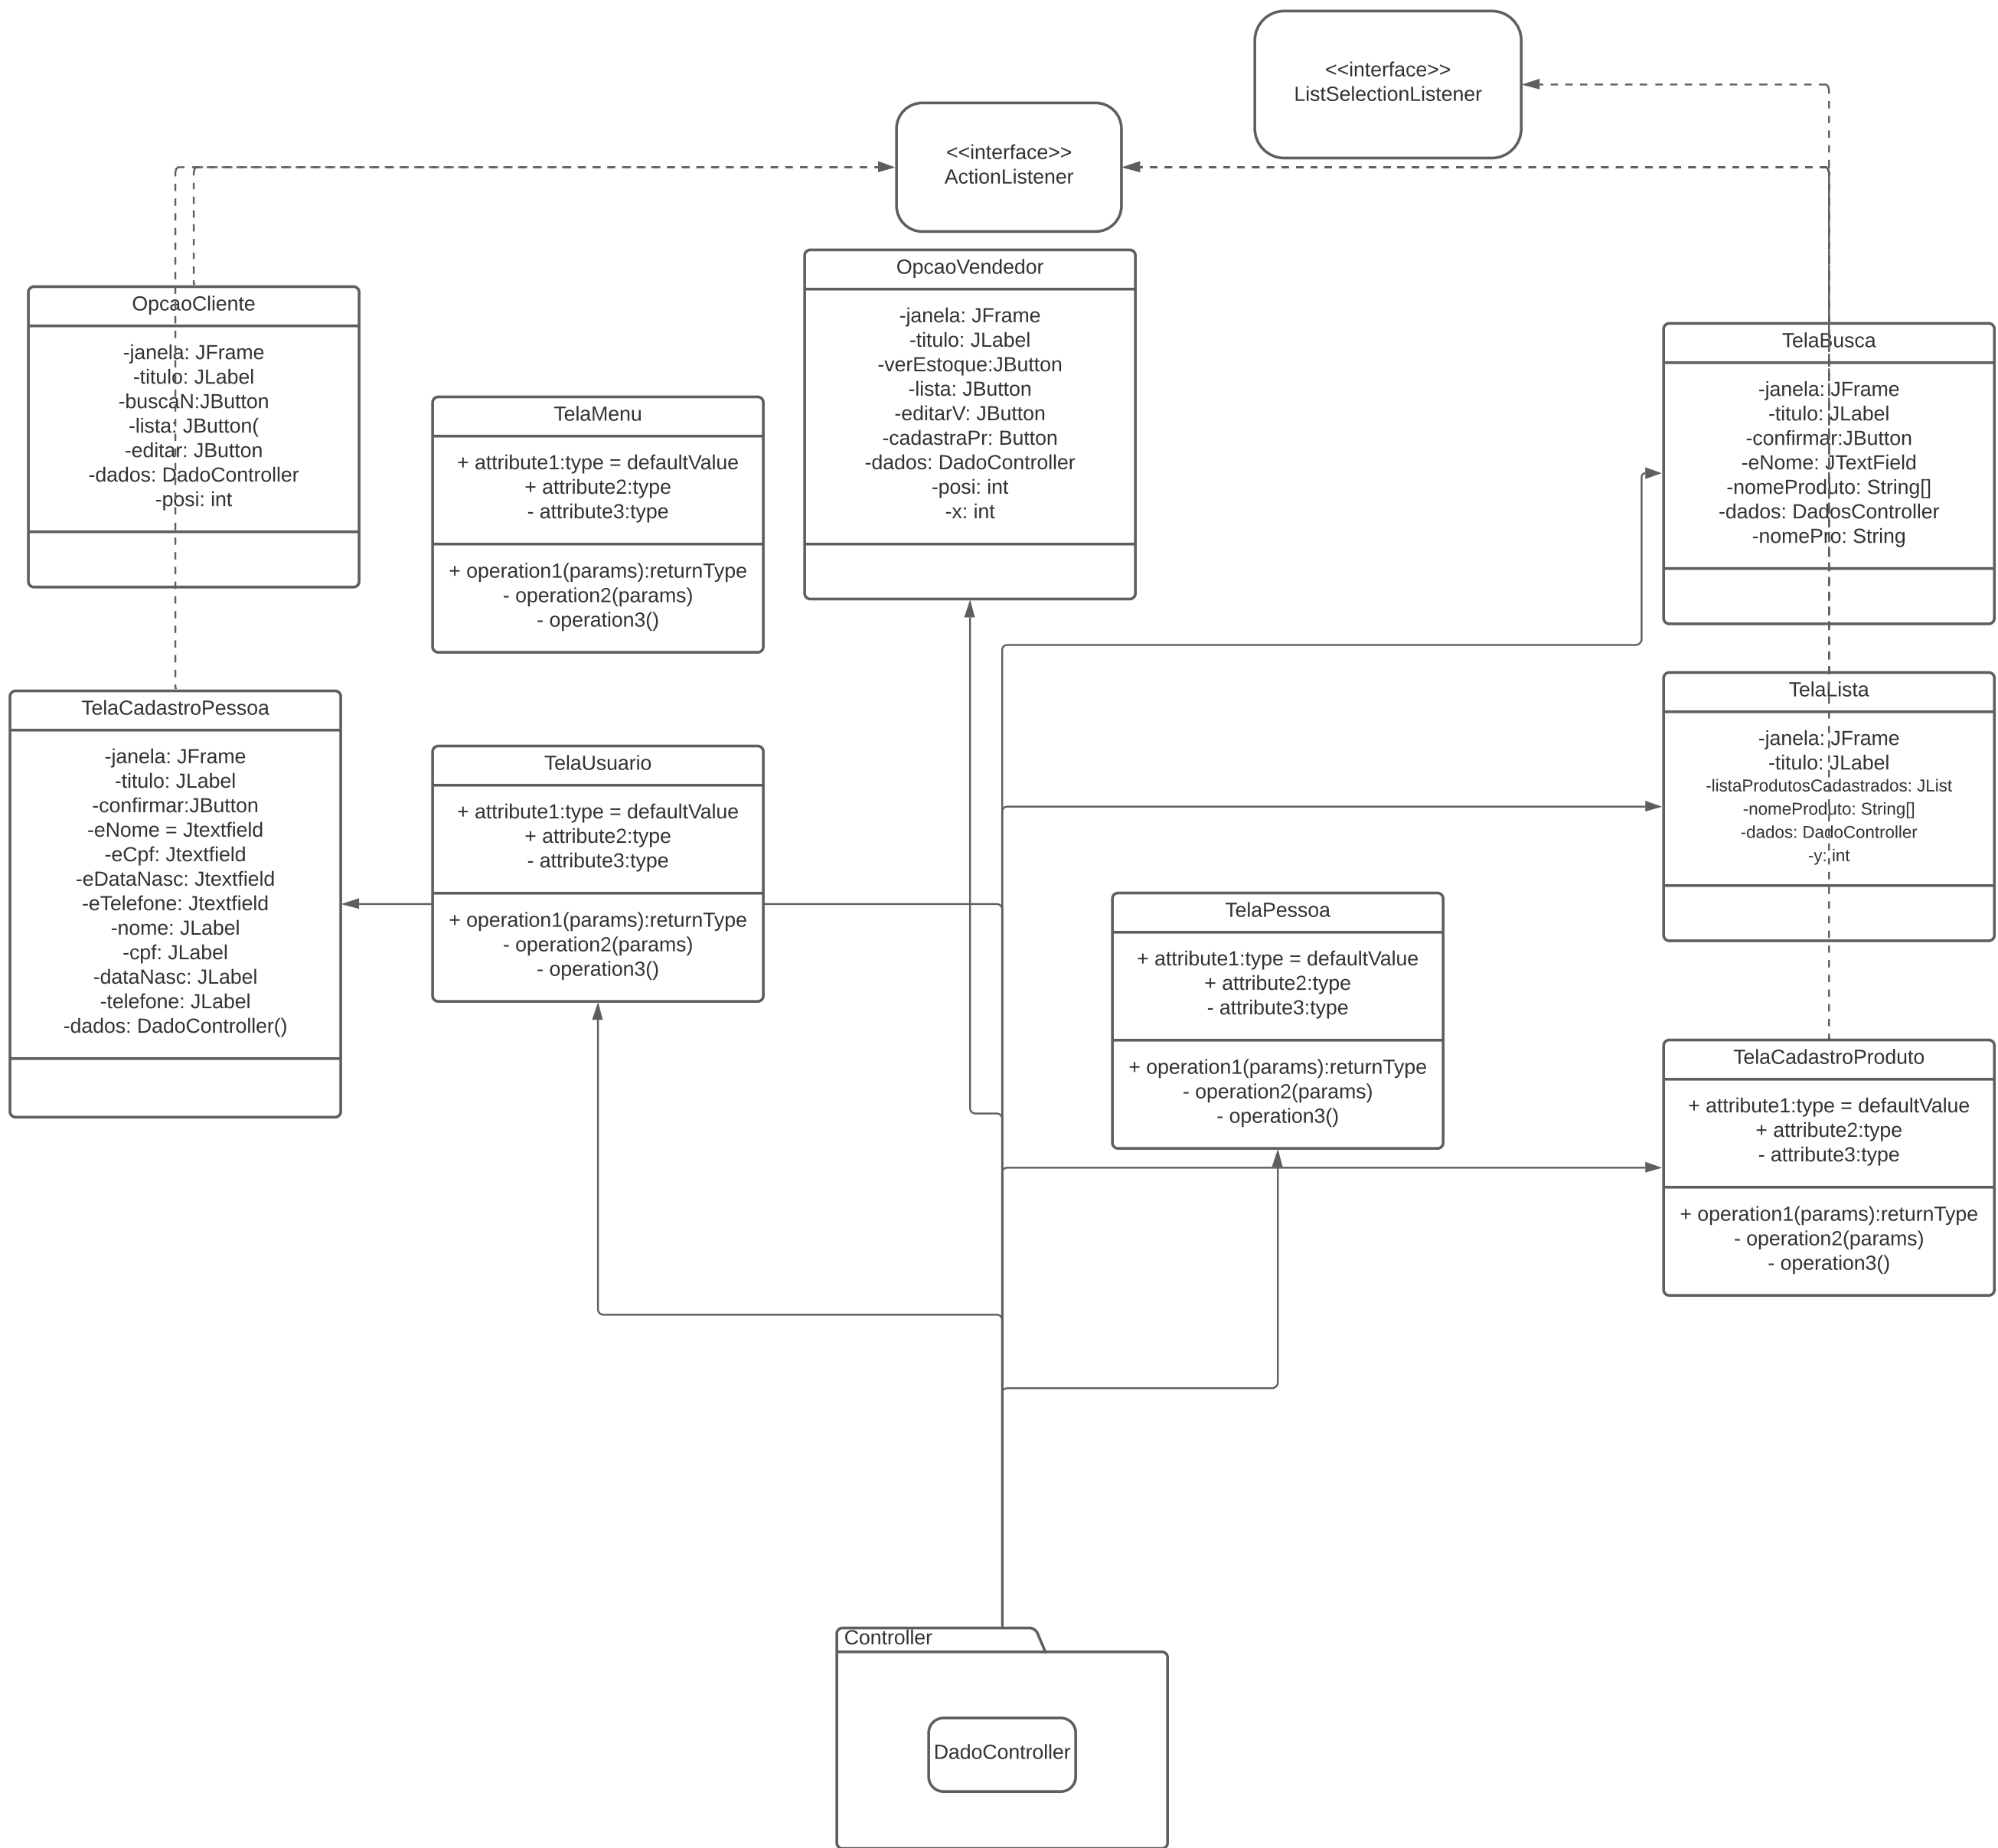 <<interface>>
ListSelectionListener
<<interface>>
ActionListener
OpcaoVendedor
-janela: JFrame
-titulo: JLabel
-verEstoque:JButton
-lista: JButton
-editarV: JButton
-cadastraPr: Button
-dados: DadoController
-posi: int
-x: int
OpcaoCliente
-janela: JFrame
-titulo: JLabel
-buscaN:JButton
-lista: JButton(
-editar: JButton
-dados: DadoController
-posi: int
TelaBusca
-janela: JFrame
-titulo: JLabel
-confirmar:JButton
-eNome: JTextField
-nomeProduto: String[]
-dados: DadosController
-nomePro: String
TelaMenu
+ attribute1:type = defaultValue
+ attribute2:type
- attribute3:type
+ operation1(params):returnType
- operation2(params)
- operation3()
TelaLista
-janela: JFrame
-titulo: JLabel
-listaProdutosCadastrados: JList
-nomeProduto: String[]
-dados: DadoController
-y: int
TelaCadastroPessoa
-janela: JFrame
-titulo: JLabel
-confirmar:JButton
-eNome = Jtextfield
-eCpf: Jtextfield
-eDataNasc: Jtextfield
-eTelefone: Jtextfield
-nome: JLabel
-cpf: JLabel
-dataNasc: JLabel
-telefone: JLabel
-dados: DadoController()
TelaUsuario
+ attribute1:type = defaultValue
+ attribute2:type
- attribute3:type
+ operation1(params):returnType
- operation2(params)
- operation3()
TelaPessoa
+ attribute1:type = defaultValue
+ attribute2:type
- attribute3:type
+ operation1(params):returnType
- operation2(params)
- operation3()
TelaCadastroProduto
+ attribute1:type = defaultValue
+ attribute2:type
- attribute3:type
+ operation1(params):returnType
- operation2(params)
- operation3()
Controller
DadoController